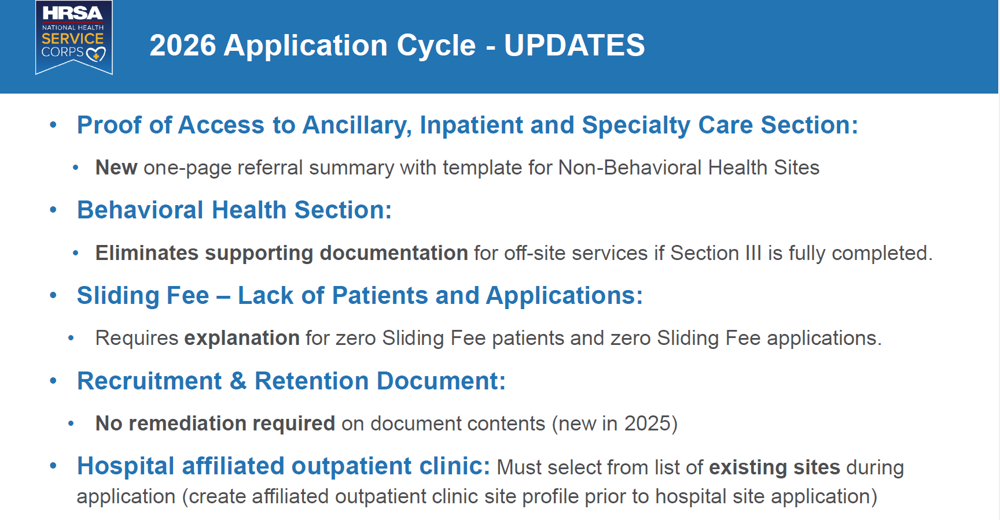 HRSA
NATIONAL HEALTH
SERVICE
CORPS
2026 Application Cycle - UPDATES
• Proof of Access to Ancillary, Inpatient and Specialty Care Section:
• New one-page referral summary with template for Non-Behavioral Health Sites
• Behavioral Health Section:
• Eliminates supporting documentation for off-site services if Section III is fully completed.
• Sliding Fee – Lack of Patients and Applications:
• Requires explanation for zero Sliding Fee patients and zero Sliding Fee applications.
• Recruitment & Retention Document:
• No remediation required on document contents (new in 2025)
• Hospital affiliated outpatient clinic: Must select from list of existing sites during
application (create affiliated outpatient clinic site profile prior to hospital site application)